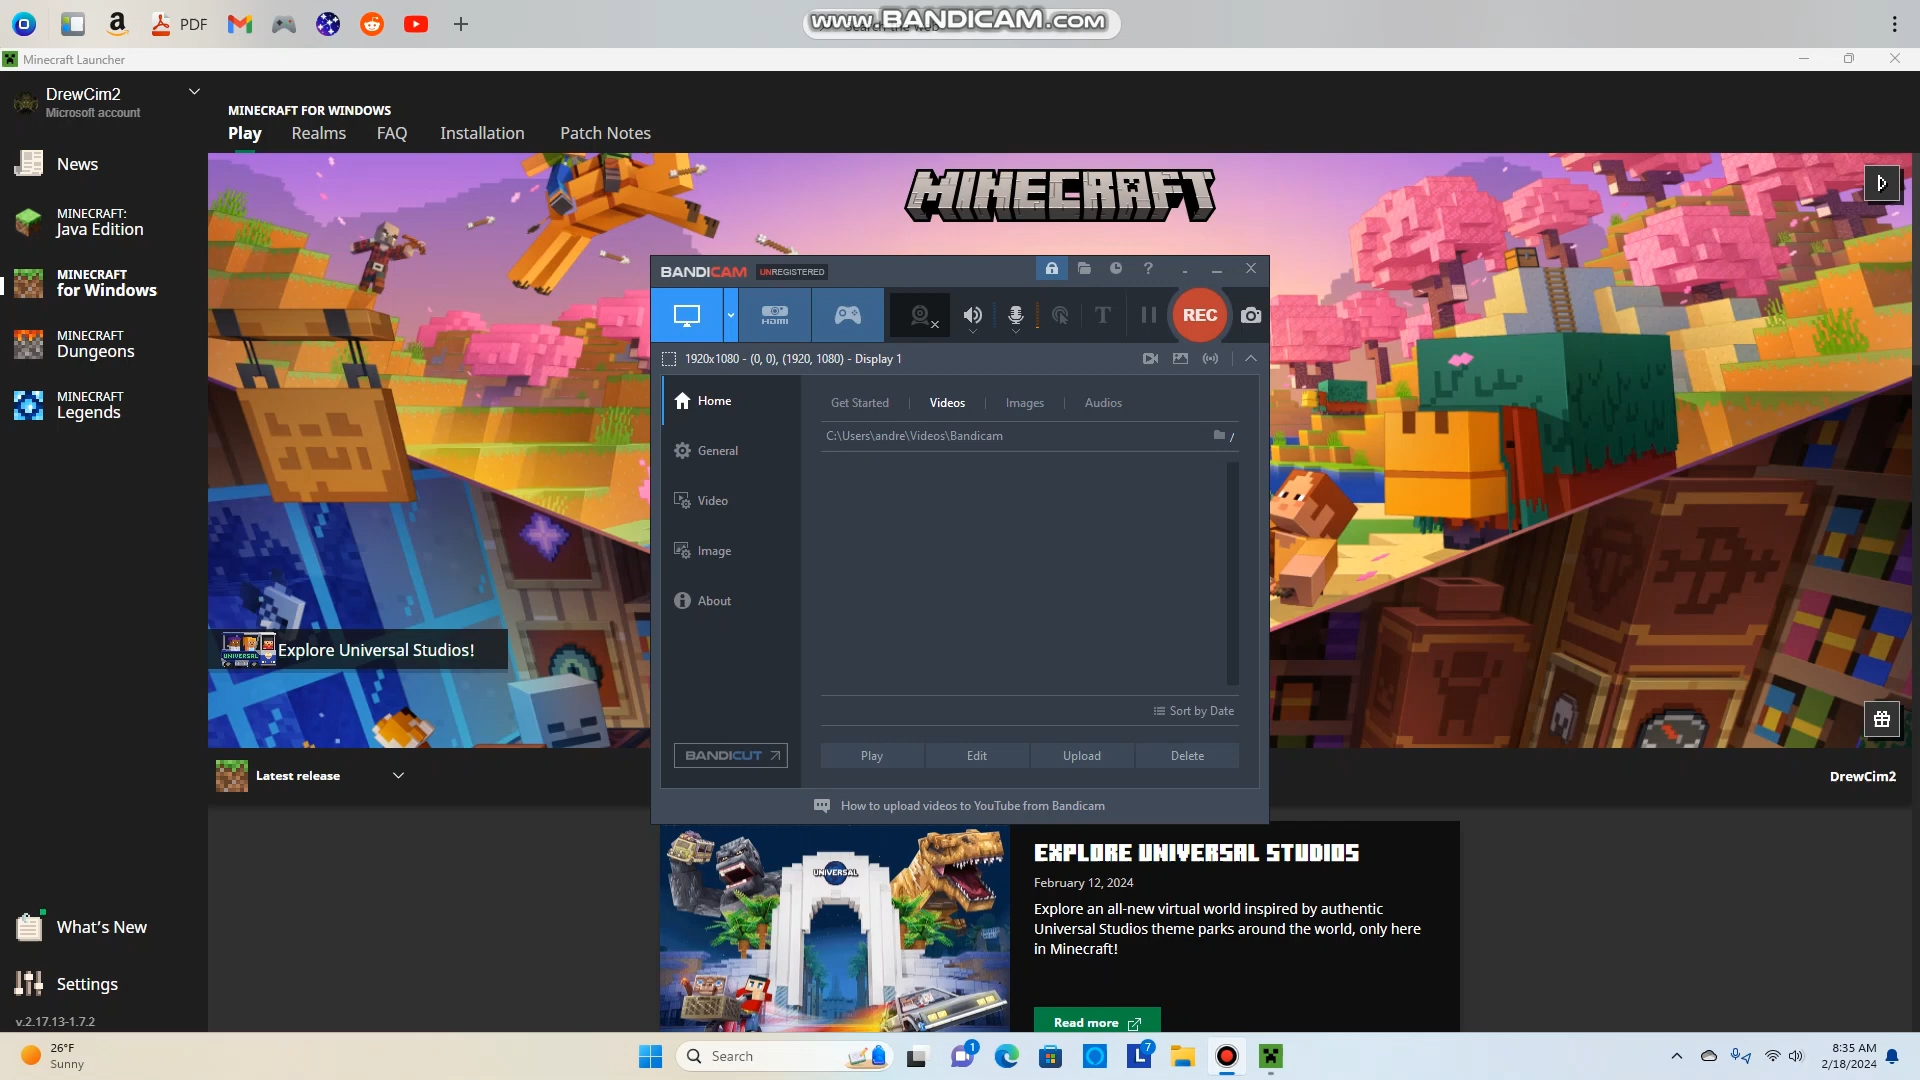 PDF
WWW.BANDICAM.COM
Minecraft Launcher
DrewCim2
Microsoft account
MINECRAFT FOR WINDOWS
Play
Realms
FAQ
Installation
Patch Notes
News
MINECRAFT:
Java Edition
MINECRAFT
for Windows
MINECRAFT
Dungeons
MINECRAFT
Legends
MINECRAFT
BANDICAM
UNREGISTERED
HDMI
REC
1920x1080 - (0, 0), (1920, 1080) - Display 1
Home
General
Video
Image
About
Get Started
Videos
Images
Audios
C:\Users\andre\Videos\Bandicam
Sort by Date
BANDICUT
Play
Edit
Upload
Delete
How to upload videos to YouTube from Bandicam
UNIVERSAL
Explore Universal Studios!
Latest release
DrewCim2
UNIVERSAL
EXPLORE UNIVERSAL STUDIOS
February 12, 2024
Explore an all-new virtual world inspired by authentic
Universal Studios theme parks around the world, only here
in Minecraft!
Read more
What's New
Settings
v.2.17.13-1.7.2
26°F
Sunny
Search
1
7
8:35 AM
2/18/2024